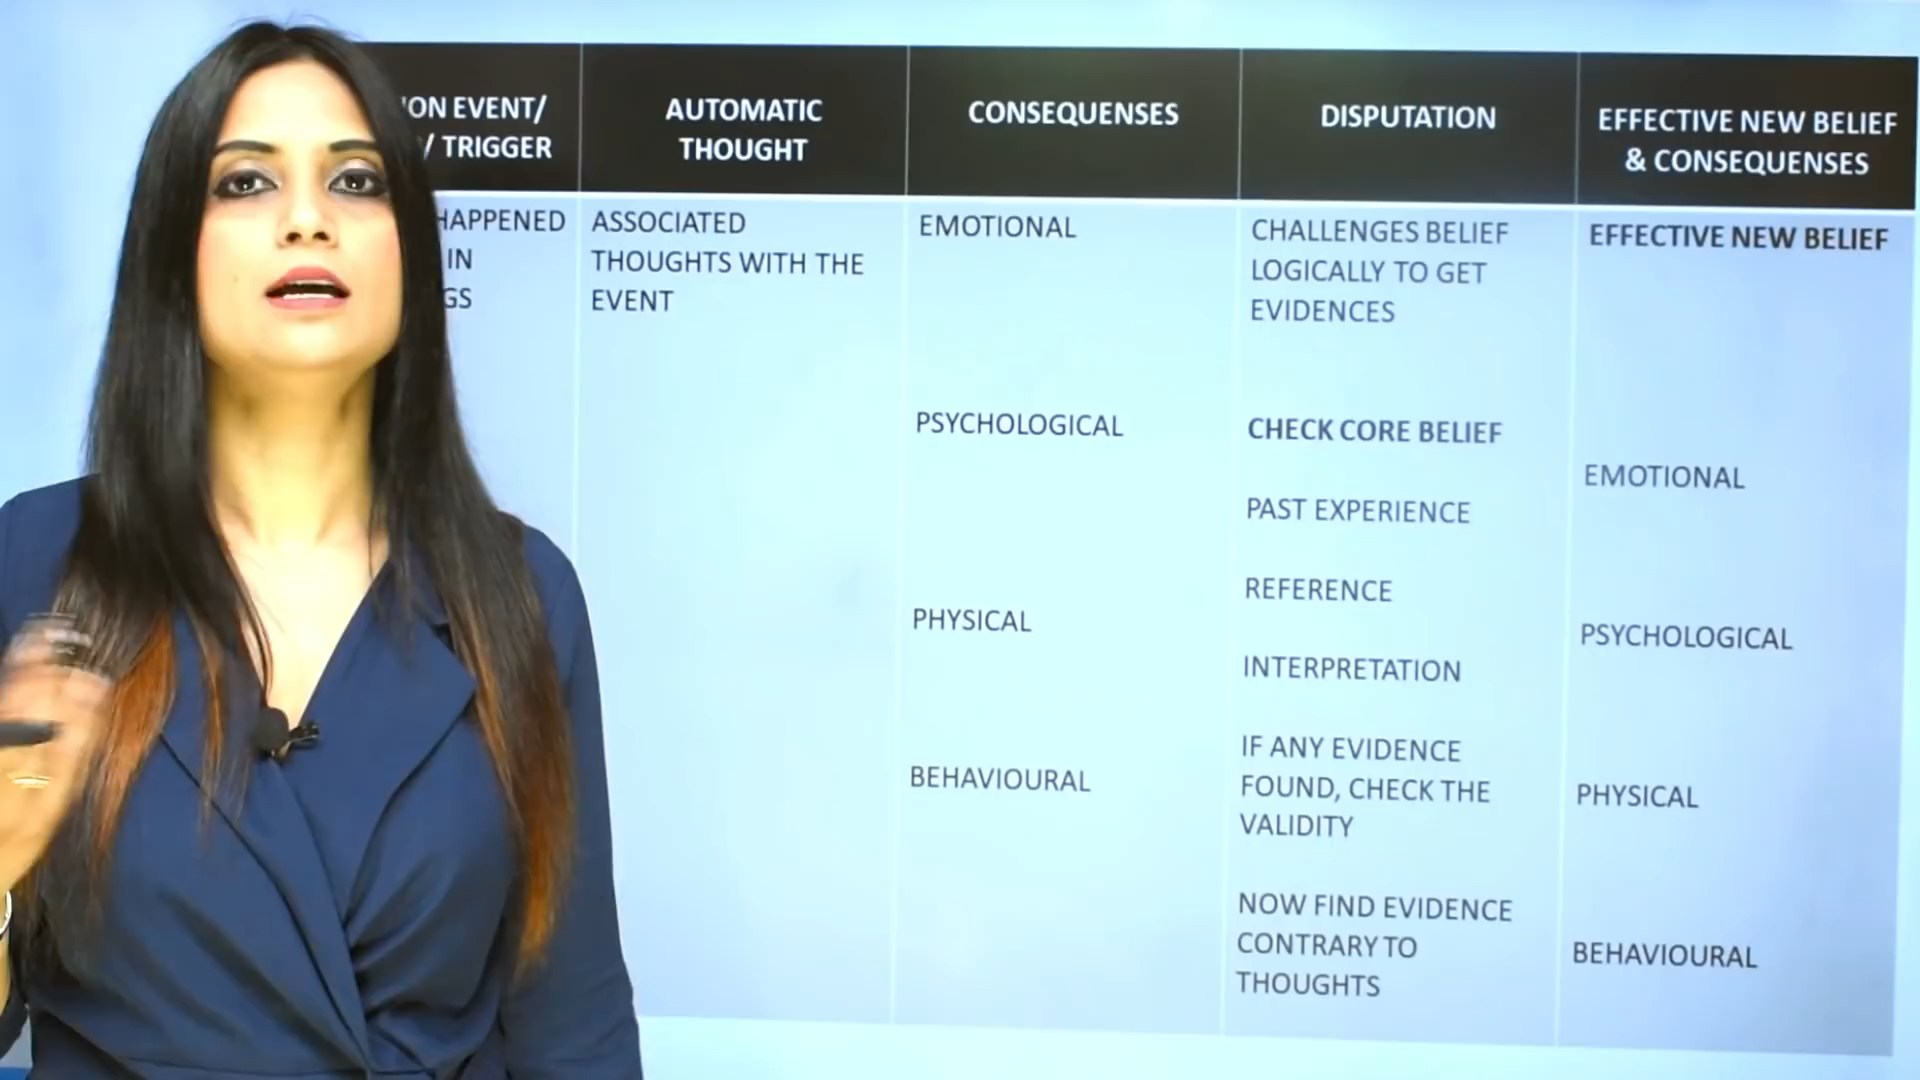 EVENT/
/ TRIGGER
AUTOMATIC
THOUGHT
CONSEQUENSES
DISPUTATION
EFFECTIVE NEW BELIEF
& CONSEQUENSES
HAPPENED
IN
ASSOCIATED
THOUGHTS WITH THE
EVENT
EMOTIONAL
PSYCHOLOGICAL
PHYSICAL
BEHAVIOURAL
CHALLENGES BELIEF
LOGICALLY TO GET
EVIDENCES
CHECK CORE BELIEF
PAST EXPERIENCE
REFERENCE
INTERPRETATION
IF ANY EVIDENCE
FOUND, CHECK THE
VALIDITY
NOW FIND EVIDENCE
CONTRARY TO
THOUGHTS
EFFECTIVE NEW BELIEF
EMOTIONAL
PSYCHOLOGICAL
PHYSICAL
BEHAVIOURAL